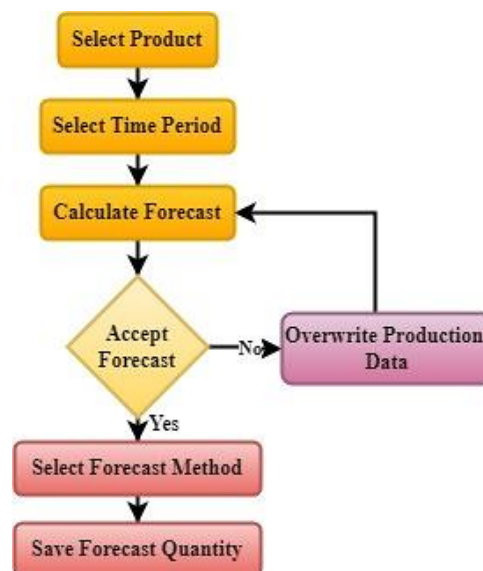 Select Product
Select Time Period
Calculate Forecast
Accept
Forecast
No
Overwrite Production
Data
Yes
Select Forecast Method
Save Forecast Quantity